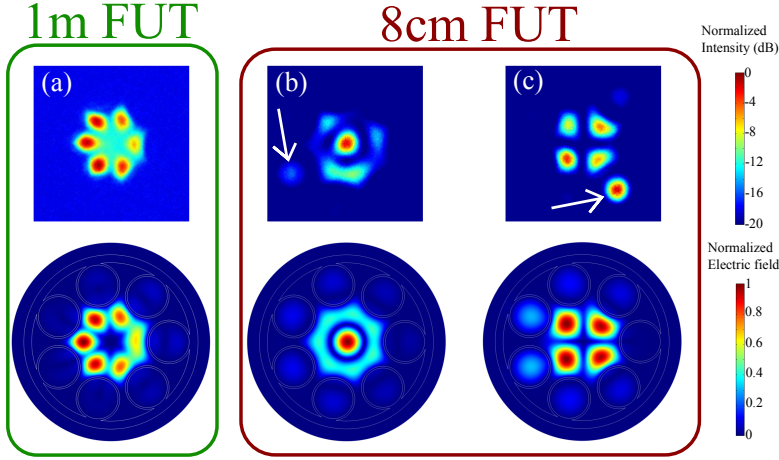 1m FUT
8cm FUT
Normalized
Intensity (dB)
(a)
(b)
(c)
0
-4
-8
-12
-16
-20
Normalized
Electric field
1
0.8
0.6
0.4
0.2
0